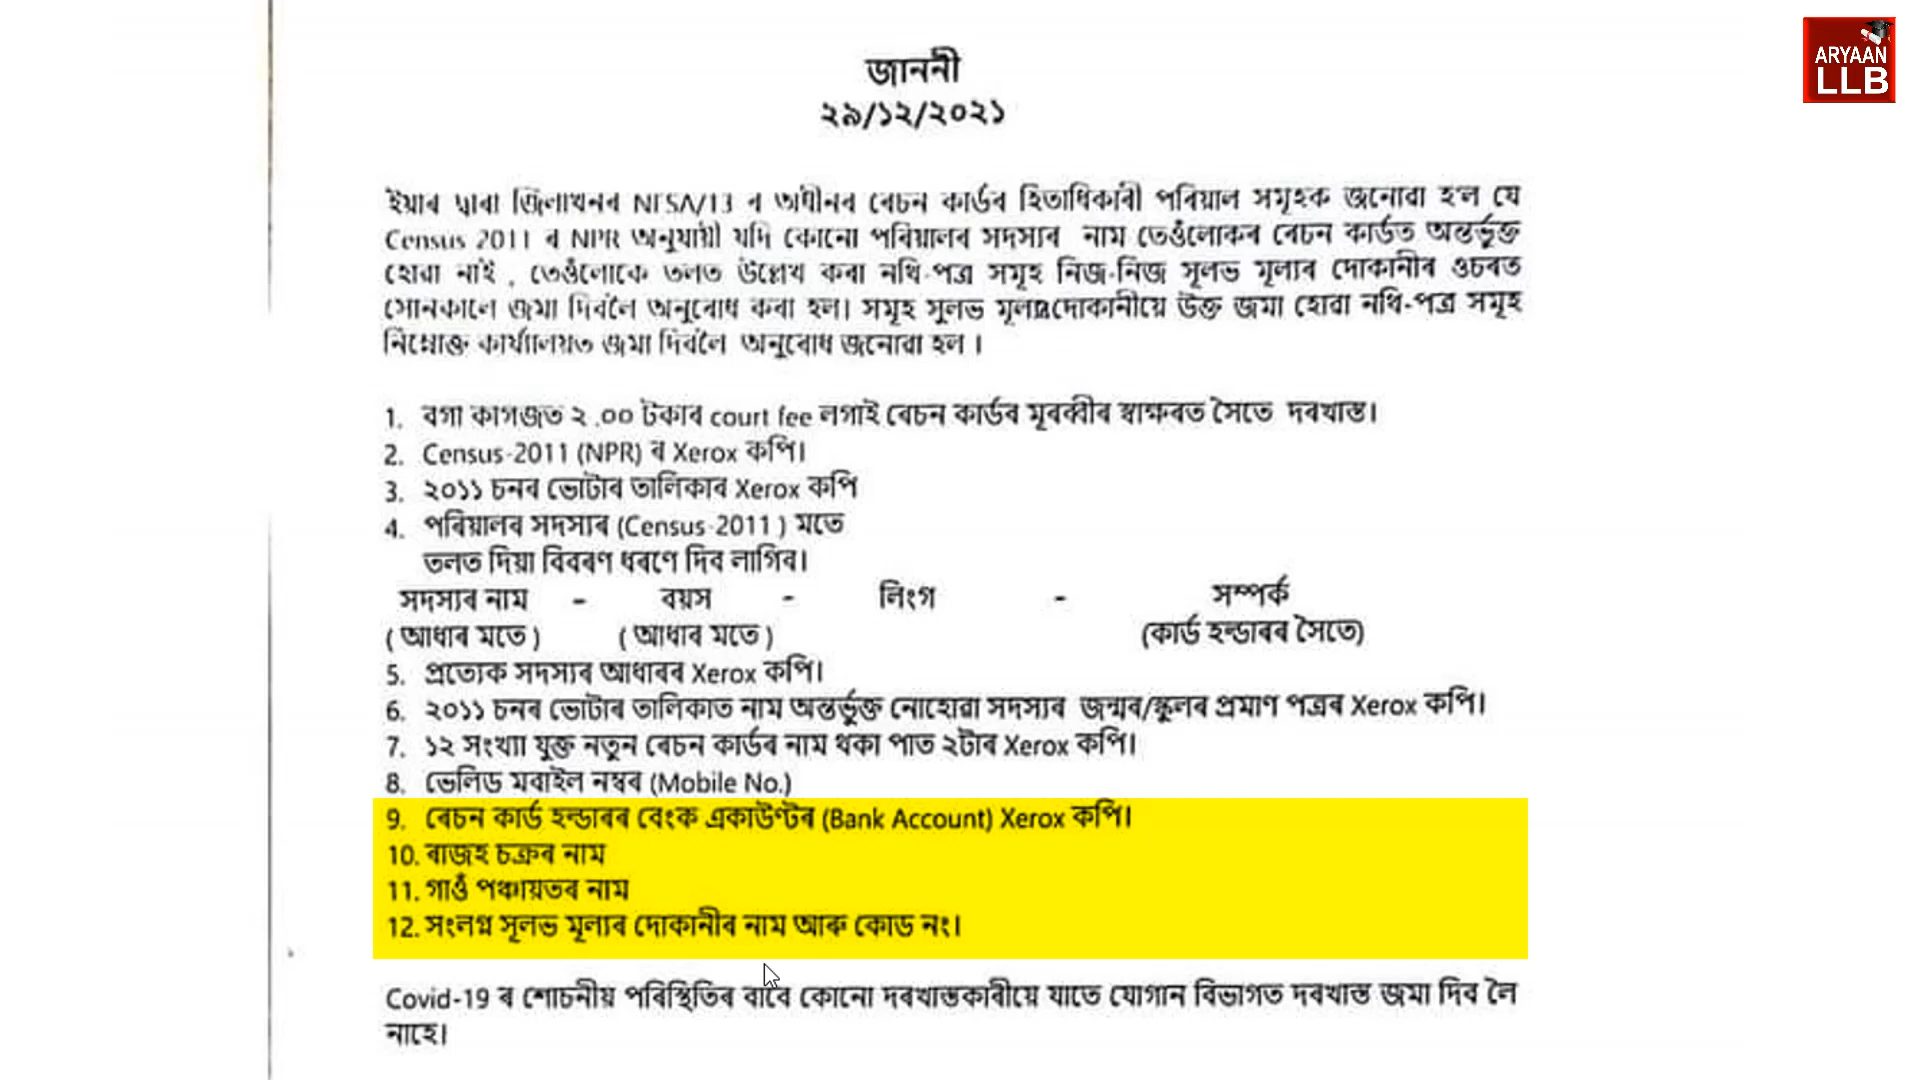 জাননী
২৯/১২/২০২১
ARYAAN
LLB
ইয়াৰ দ্বাৰা জিলাখনৰ NFSA/13 ৰ অধীনৰ ৰেচন কাৰ্ডৰ হিতাধিকাৰী পৰিয়াল সমূহক জনোৱা হ'ল যে
Census 2011 ৰ NPR অনুযায়ী যদি কোনো পৰিয়ালৰ সদস্যৰ নাম তেওঁলোকৰ ৰেচন কাৰ্ডত অন্তৰ্ভুক্ত
হোৱা নাই , তেওঁলোকে তলত উল্লেখ কৰা নথি-পত্ৰ সমূহ নিজ-নিজ সূলভ মূল্যৰ দোকানীৰ ওচৰত
সোনকালে জমা দিবলৈ অনুৰোধ কৰা হল। সমূহ সুলভ মূল্যৰ দোকানীয়ে উক্ত জমা হোৱা নথি-পত্ৰ সমূহ
নিম্নোক্ত কাৰ্য্যালয়ত জমা দিবলৈ অনুৰোধ জনোৱা হল ।
1. বগা কাগজত ২.০০ টকাৰ court fee লগাই ৰেচন কাৰ্ডৰ মূৰব্বীৰ স্বাক্ষৰত সৈতে দৰখাস্ত।
2. Census-2011 (NPR) ৰ Xerox কপি।
3. ২০১১ চনৰ ভোটাৰ তালিকাৰ Xerox কপি
4. পৰিয়ালৰ সদস্যৰ (Census-2011 ) মতে
তলত দিয়া বিবৰণ ধৰণে দিব লাগিব।
সদস্যৰ নাম - বয়স - লিংগ - সম্পৰ্ক
( আধাৰ মতে ) ( আধাৰ মতে ) (কাৰ্ড হল্ডাৰৰ সৈতে)
5. প্ৰত্যেক সদস্যৰ আধাৰৰ Xerox কপি।
6. ২০১১ চনৰ ভোটাৰ তালিকাত নাম অন্তৰ্ভুক্ত নোহোৱা সদস্যৰ জন্মৰ/স্কুলৰ প্ৰমাণ পত্ৰৰ Xerox কপি।
7. ১২ সংখ্যা যুক্ত নতুন ৰেচন কাৰ্ডৰ নাম থকা পাত ২টাৰ Xerox কপি।
8. ভেলিড মবাইল নম্বৰ (Mobile No.)
9. ৰেচন কাৰ্ড হল্ডাৰৰ বেংক একাউণ্টৰ (Bank Account) Xerox কপি।
10. ৰাজহ চক্ৰৰ নাম
11. গাওঁ পঞ্চায়তৰ নাম
12. সংলগ্ন সূলভ মূল্যৰ দোকানীৰ নাম আৰু কোড নং।
Covid-19 ৰ শোচনীয় পৰিস্থিতিৰ বাবে কোনো দৰখাস্তকাৰীয়ে যাতে যোগান বিভাগত দৰখাস্ত জমা দিব লৈ
নাহে।